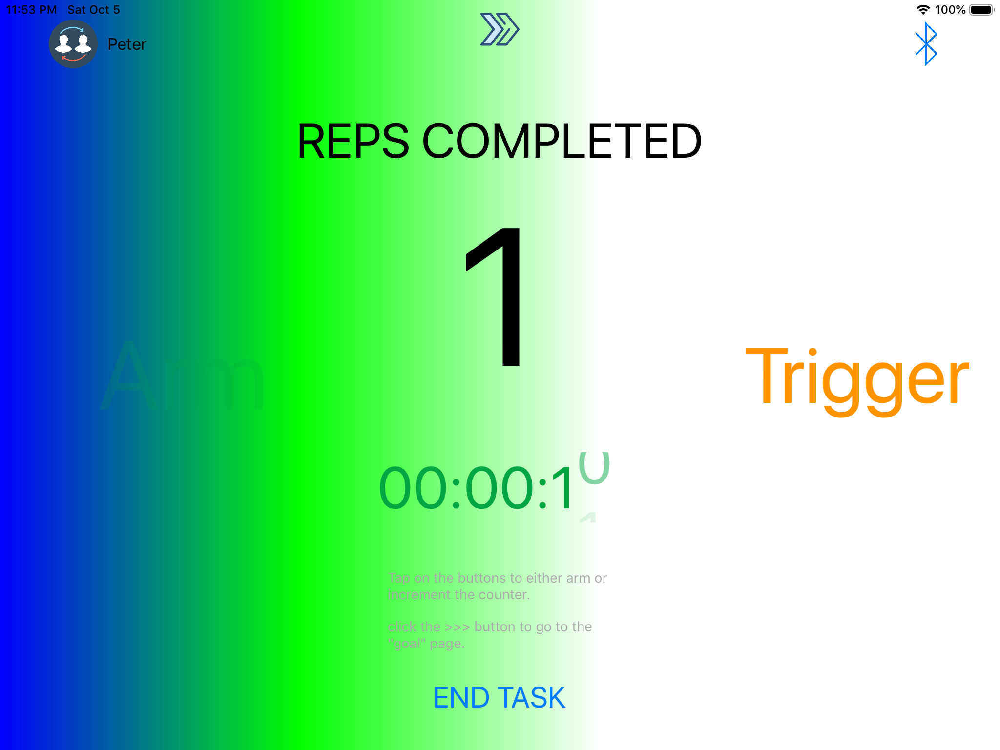 11:53 PM Sat Oct 5
100%
Peter
REPS COMPLETED
1
Arm
Trigger
00:00:10
1
Tap on the buttons to either arm or
increment the counter.
click the >>> button to go to the
"goal" page.
END TASK